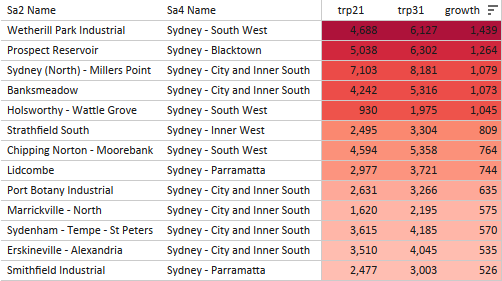 Sa2 Name Sa4 Name trp21 trp31 growth
Wetherill Park Industrial Sydney - South West 4,688 6,127 1,439
Prospect Reservoir Sydney - Blacktown 5,038 6,302 1,264
Sydney (North) - Millers Point Sydney - City and Inner South 7,103 8,181 1,079
Banksmeadow Sydney - City and Inner South 4,242 5,316 1,073
Holsworthy - Wattle Grove Sydney - South West 930 1,975 1,045
Strathfield South Sydney - Inner West 2,495 3,304 809
Chipping Norton - Moorebank Sydney - South West 4,594 5,358 764
Lidcombe Sydney - Parramatta 2,977 3,721 744
Port Botany Industrial Sydney - City and Inner South 2,631 3,266 635
Marrickville - North Sydney - City and Inner South 1,620 2,195 575
Sydenham - Tempe - St Peters Sydney - City and Inner South 3,615 4,185 570
Erskineville - Alexandria Sydney - City and Inner South 3,510 4,045 535
Smithfield Industrial Sydney - Parramatta 2,477 3,003 526